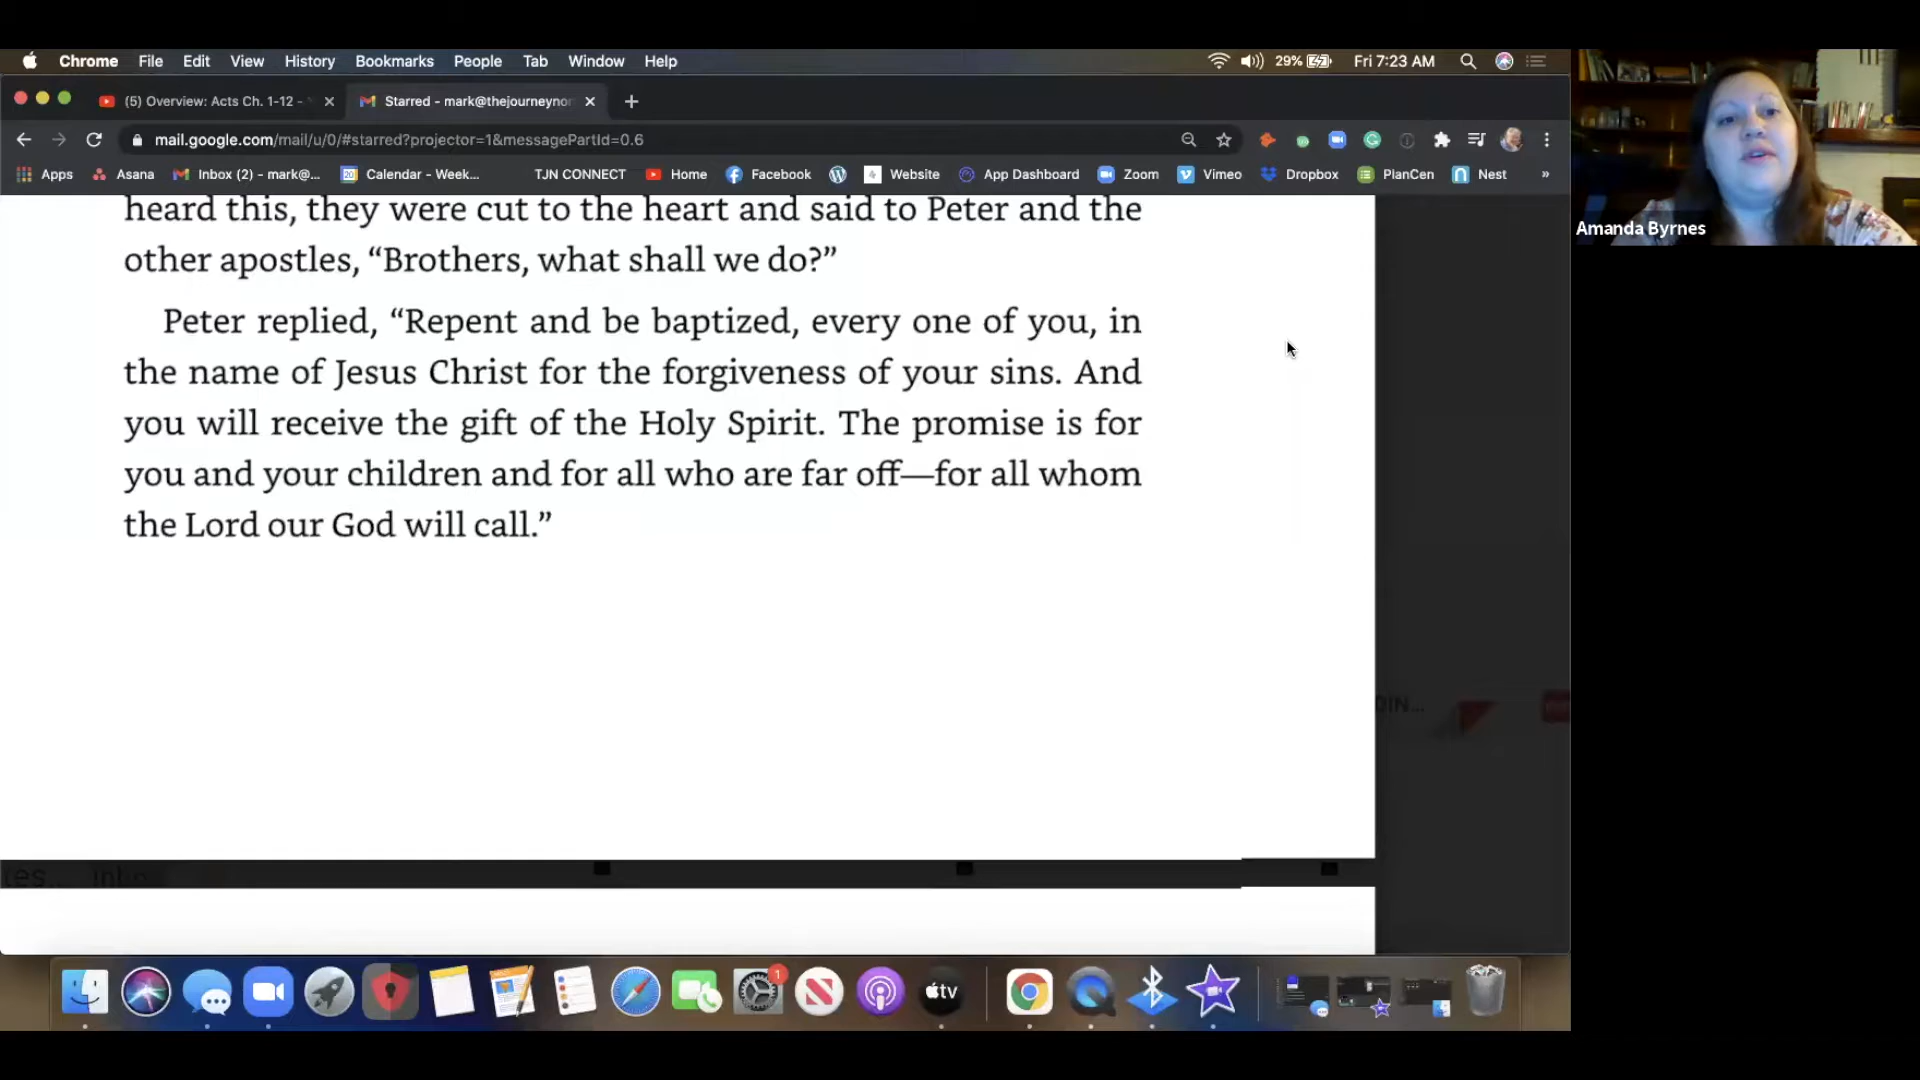 Chrome File Edit View History Bookmarks People Tab Window Help 29% Fri 7:23 AM
(5) Overview: Acts Ch. 1-12 - Starred - mark@thejourneynor
mail.google.com/mail/u/0/#starred?projector=1&messagePartId=0.6
Apps Asana Inbox (2) - mark@... Calendar - Week... TJN CONNECT Home Facebook Website App Dashboard Zoom Vimeo Dropbox PlanCen Nest »
heard this, they were cut to the heart and said to Peter and the
other apostles, “Brothers, what shall we do?”
Peter replied, “Repent and be baptized, every one of you, in
the name of Jesus Christ for the forgiveness of your sins. And
you will receive the gift of the Holy Spirit. The promise is for
you and your children and for all who are far off—for all whom
the Lord our God will call.”
Amanda Byrnes
tv
1